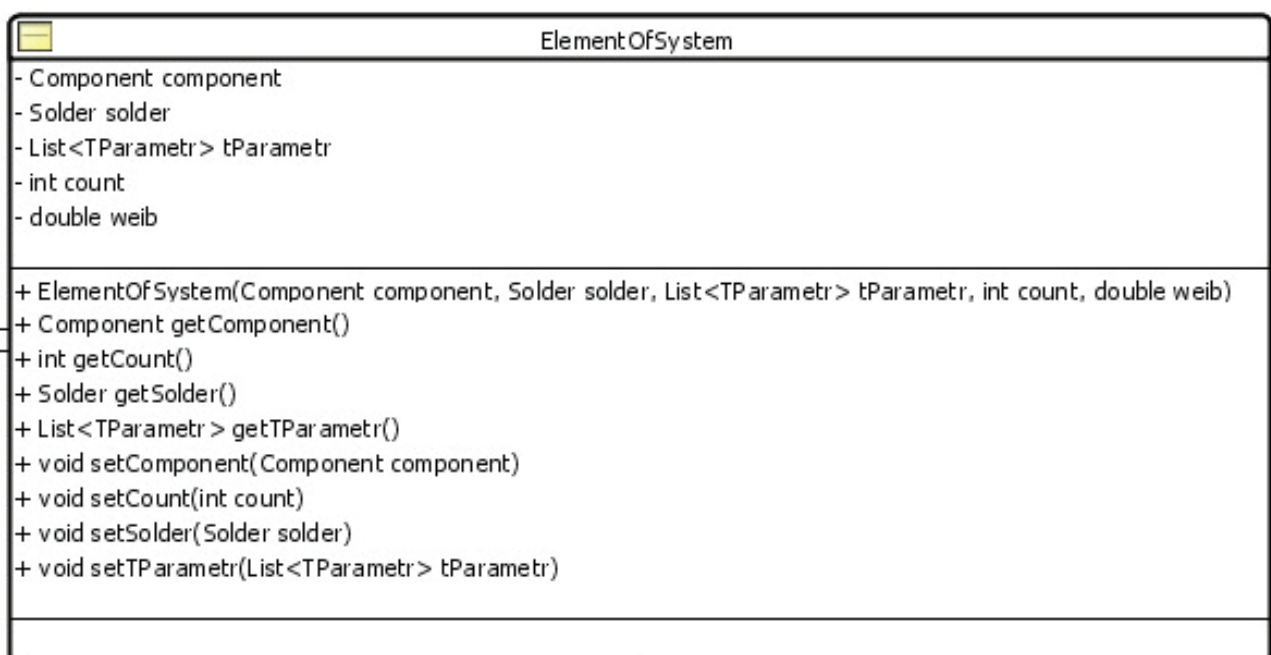 ElementOfSystem
- Component component
- Solder solder
- List<TParametr> tParametr
- int count
- double weib
+ ElementOfSystem(Component component, Solder solder, List<TParametr> tParametr, int count, double weib)
+ Component getComponent()
+ int getCount()
+ Solder getSolder()
+ List<TParametr> getTParametr()
+ void setComponent(Component component)
+ void setCount(int count)
+ void setSolder(Solder solder)
+ void setTParametr(List<TParametr> tParametr)